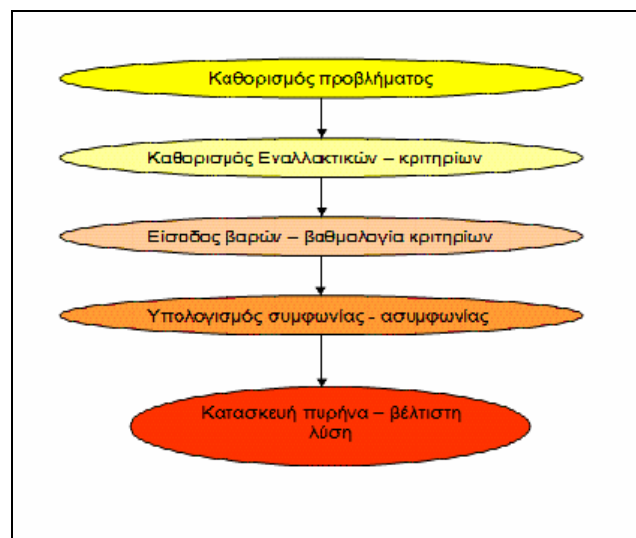 Καθορισμός προβλήματος
Καθορισμός Εναλλακτικών – κριτηρίων
Είσοδος βαρών – βαθμολογία κριτηρίων
Υπολογισμός συμφωνίας - ασυμφωνίας
Κατασκευή πυρήνα – βέλτιστη
λύση